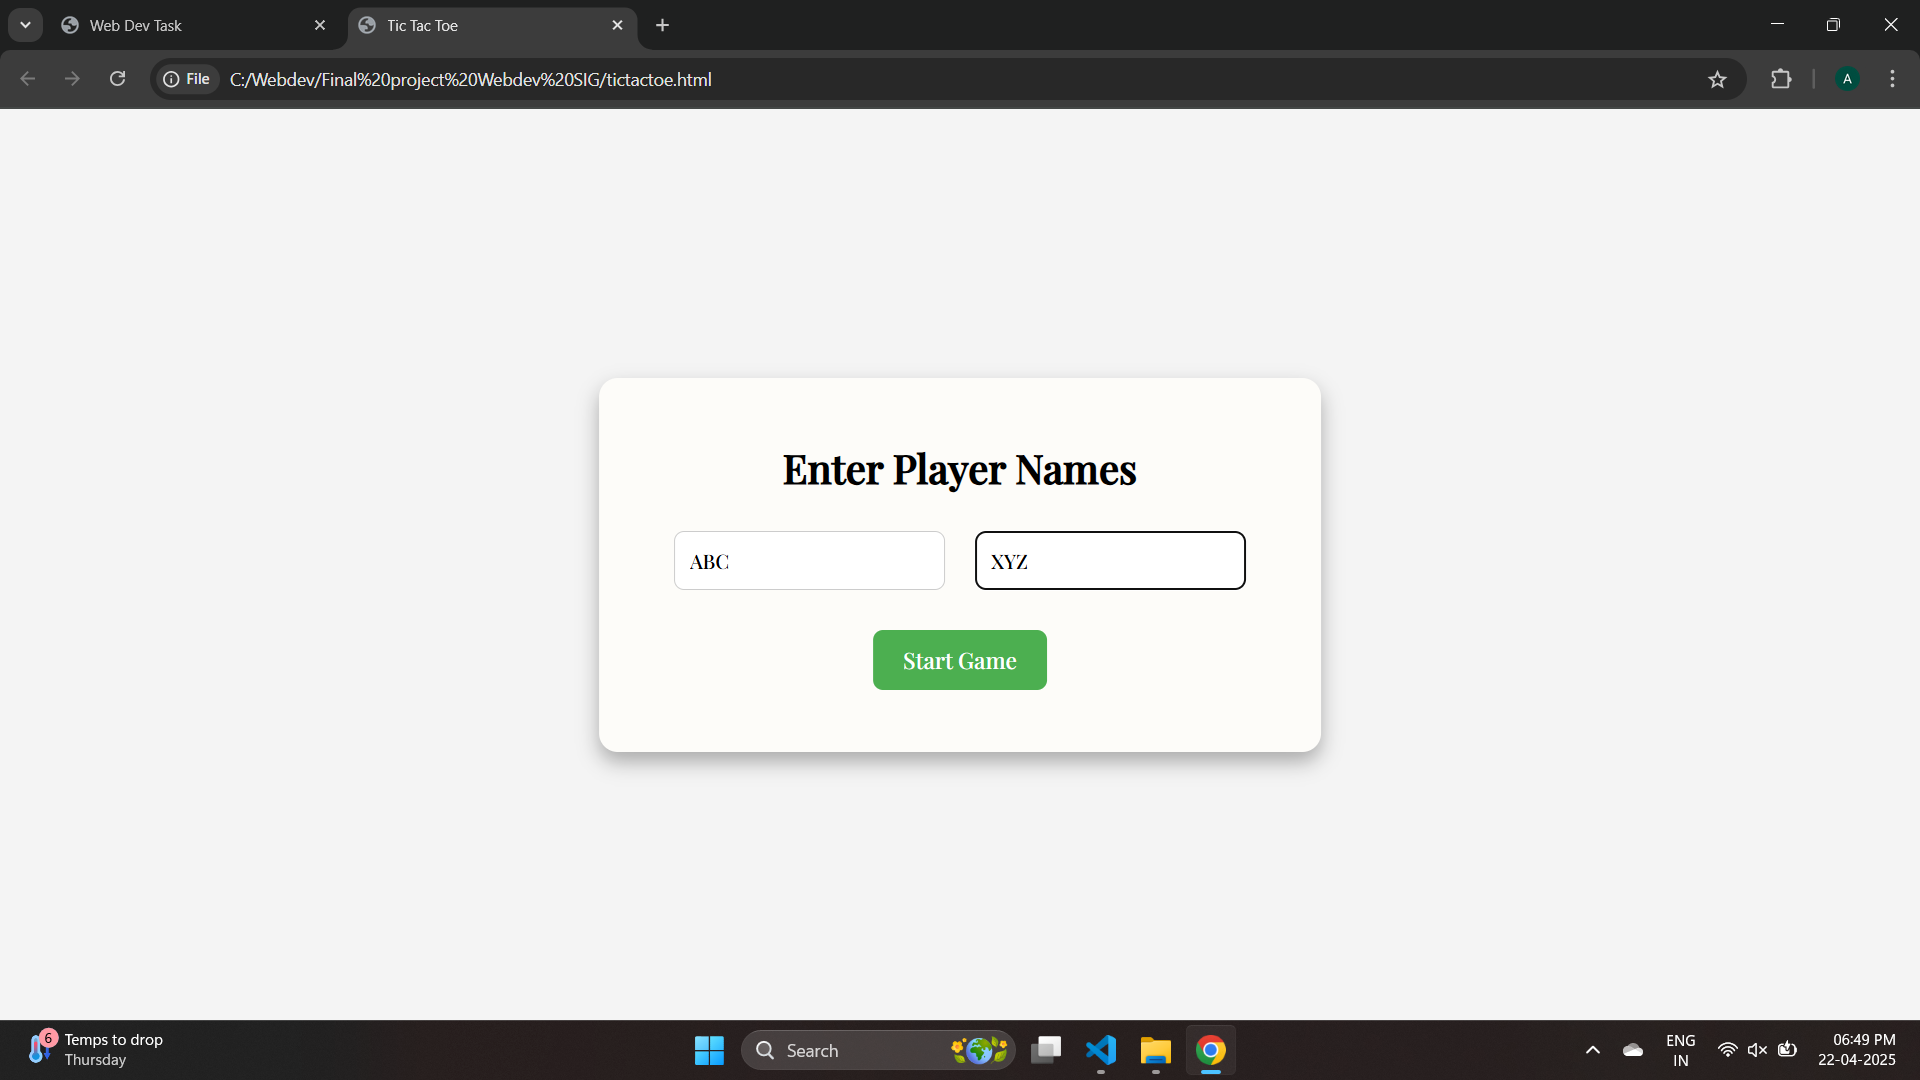 Web Dev Task
Tic Tac Toe
File C:/Webdev/Final%20project%20Webdev%20SIG/tictactoe.html
A
Enter Player Names
ABC
XYZ
Start Game
6
Temps to drop
Thursday
Search
ENG
IN
06:49 PM
22-04-2025